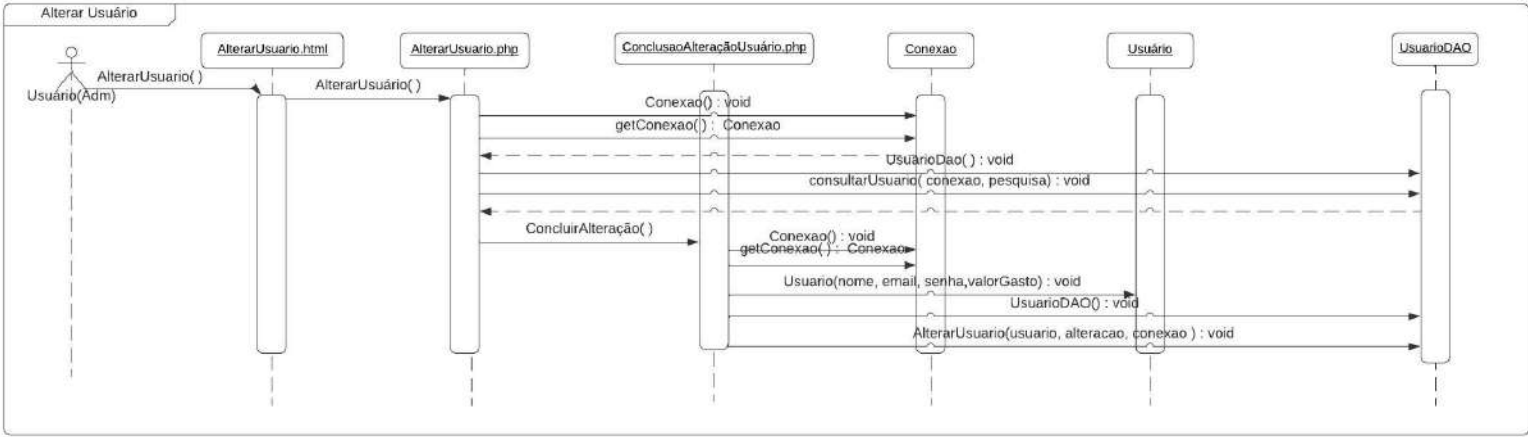 Alterar Usuário
AlterarUsuario.html
AlterarUsuario.php
ConclusaoAlteraçãoUsuário.php
Conexao
Usuário
UsuarioDAO
Usuário(Adm)
AlterarUsuario( )
AlterarUsuário( )
Conexao() : void
getConexao( ) : Conexao
UsuarioDao( ) : void
consultarUsuario( conexao, pesquisa) : void
ConcluirAlteração( )
Conexao() : void
getConexao( ) : Conexao
Usuario(nome, email, senha,valorGasto) : void
UsuarioDAO() : void
AlterarUsuario(usuario, alteracao, conexao ) : void